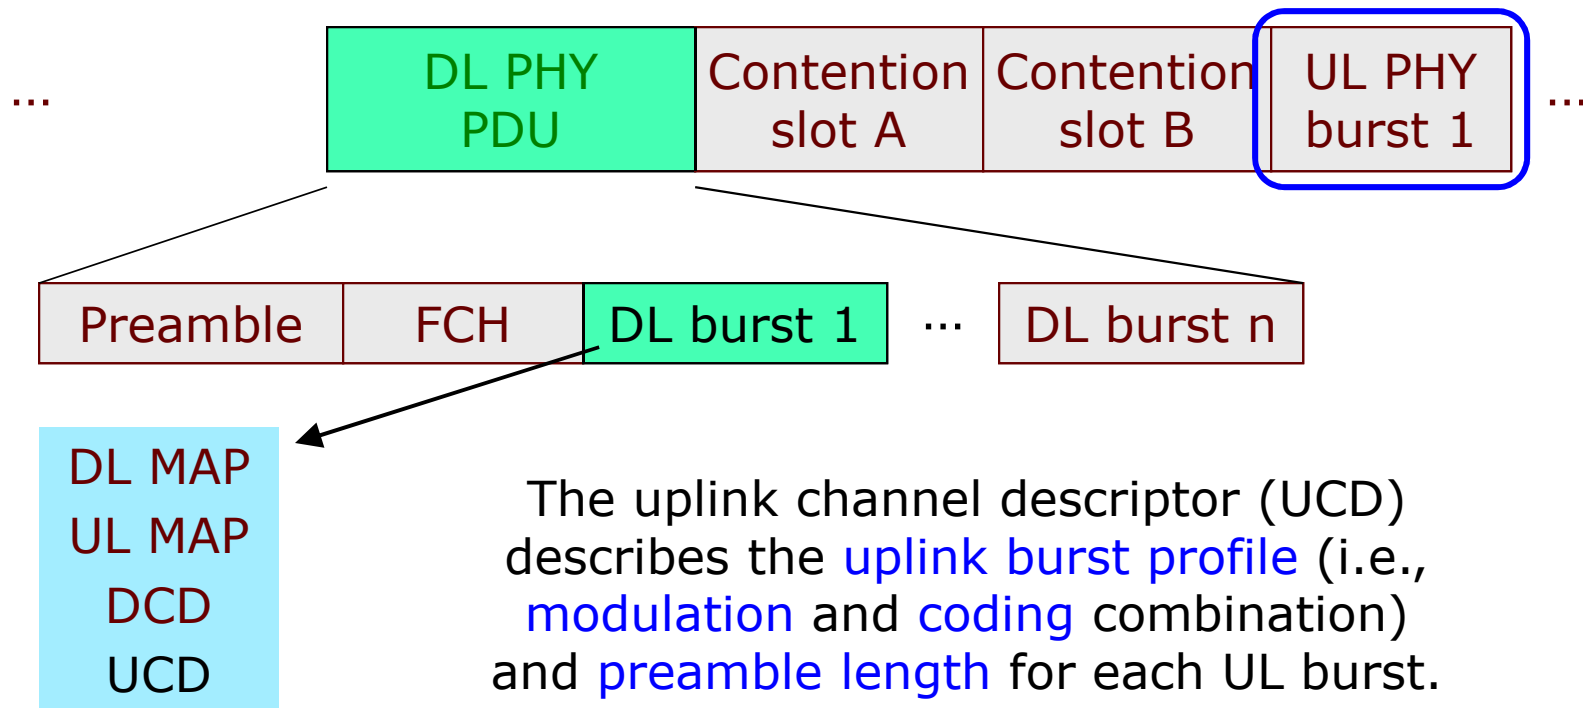 ... DL PHY PDU Contention slot A Contention slot B UL PHY burst 1 ...
Preamble FCH DL burst 1 ... DL burst n
DL MAP
UL MAP
DCD
UCD
The uplink channel descriptor (UCD)
describes the uplink burst profile (i.e.,
modulation and coding combination)
and preamble length for each UL burst.